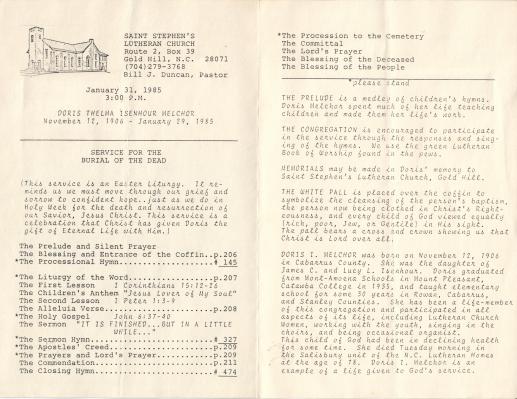 SAINT STEPHEN'S
LUTHERAN CHURCH
Route 2, Box 39
Gold Hill, N.C.  28071
(704)279-3768
Bill J. Duncan, Pastor
January 31, 1985
3:00 P.M.
DORIS THELMA ISENHOUR MELCHOR
November 12, 1906 - January 29, 1985
SERVICE FOR THE
BURIAL OF THE DEAD
(This service is an Easter Liturgy.  It re-
minds us we must move through our grief and
sorrow to confident hope..just as we do in
Holy Week for the death and resurrection of
our Savior, Jesus Christ. This service is a
celebration that Christ has given Doris the
gift of Eternal Life with Him.)
The Prelude and Silent Prayer
The Blessing and Entrance of the Coffin..p.206
*The Processional Hymn...................# 145
*The Liturgy of the Word.................p.207
The First Lesson  I Corinthians 15:12-26
The Children's Anthem "Jesus Lover of My Soul"
The Second Lesson  I Peter 1:3-9
The Alleluia Verse.......................p.208
*The Holy Gospel  John 6:37-40
The Sermon  "IT IS FINISHED...BUT IN A LITTLE
WHILE..."
*The Sermon Hymn.........................# 327
*The Apostles' Creed.....................p.209
*The Prayers and Lord's Prayer...........p.209
The Commendation.........................p.211
The Closing Hymn.........................# 474
*The Procession to the Cemetery
The Committal
The Lord's Prayer
The Blessing of the Deceased
The Blessing of the People
*please stand
THE PRELUDE is a medley of children's hymns.
Doris Melchor spent much of her life teaching
children and made them her life's work.
THE CONGREGATION is encouraged to participate
in the service through the responses and sing-
ing of the hymns. We use the green Lutheran
Book of Worship found in the pews.
MEMORIALS may be made in Doris' memory to
Saint Stephen's Lutheran Church, Gold Hill.
THE WHITE PALL is placed over the coffin to
symbolize the cleansing of the person's baptism,
the person now being clothed in Christ's Right-
eousness, and every child of God viewed equally
(rich, poor, Jew, or Gentile) in His sight.
The pall bears a cross and crown showing us that
Christ is Lord over all.
DORIS I. MELCHOR was born on November 12, 1906
in Cabarrus County. She was the daughter of
James C. and Lucy L. Isenhour. Doris graduated
from Mont-Amoena Schools in Mount Pleasant,
Catawba College in 1935, and taught elementary
school for some 30 years in Rowan, Cabarrus,
and Stanley Counties.  She has been a life-member
of this congregation and participated in all
aspects of its life, including Lutheran Church
Women, working with the youth, singing in the
choirs, and being occasional organist.
This child of God had been in declining health
for some time.  She died Tuesday morning in
the Salisbury unit of the N.C. Lutheran Homes
at the age of 78.  Doris I. Melchor is an
example of a life given to God's service.